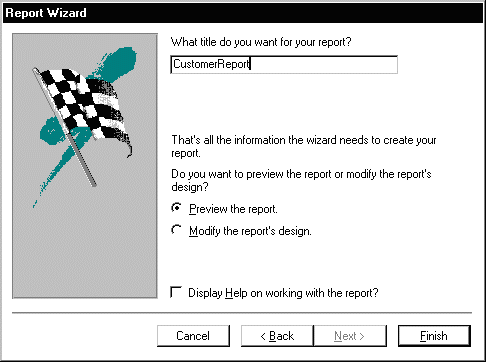 Report Wizard
What title do you want for your report?
CustomerReport
That's all the information the wizard needs to create your
report.
Do you want to preview the report or modify the report's
design?
Preview the report.
Modify the report's design.
Display Help on working with the report?
Cancel
< Back
Next >
Finish